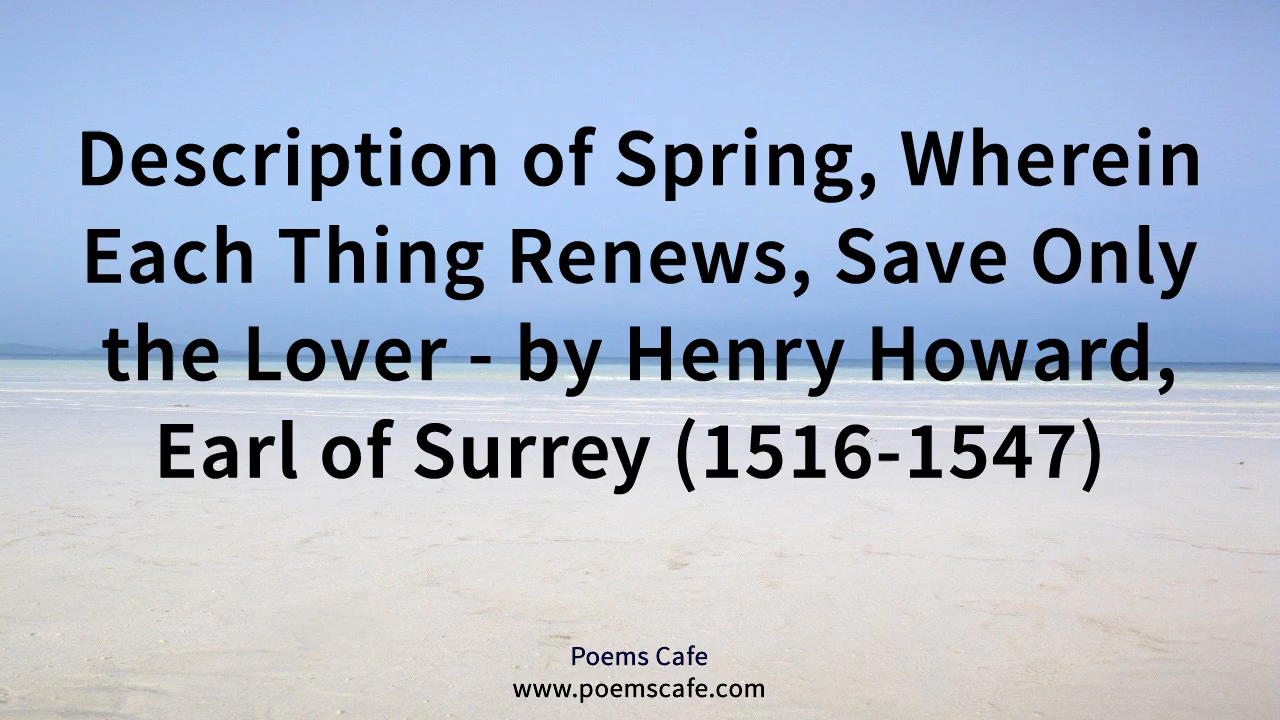 Description of Spring, Wherein
Each Thing Renews, Save Only
the Lover - by Henry Howard,
Earl of Surrey (1516-1547)
Poems Cafe
www.poemscafe.com